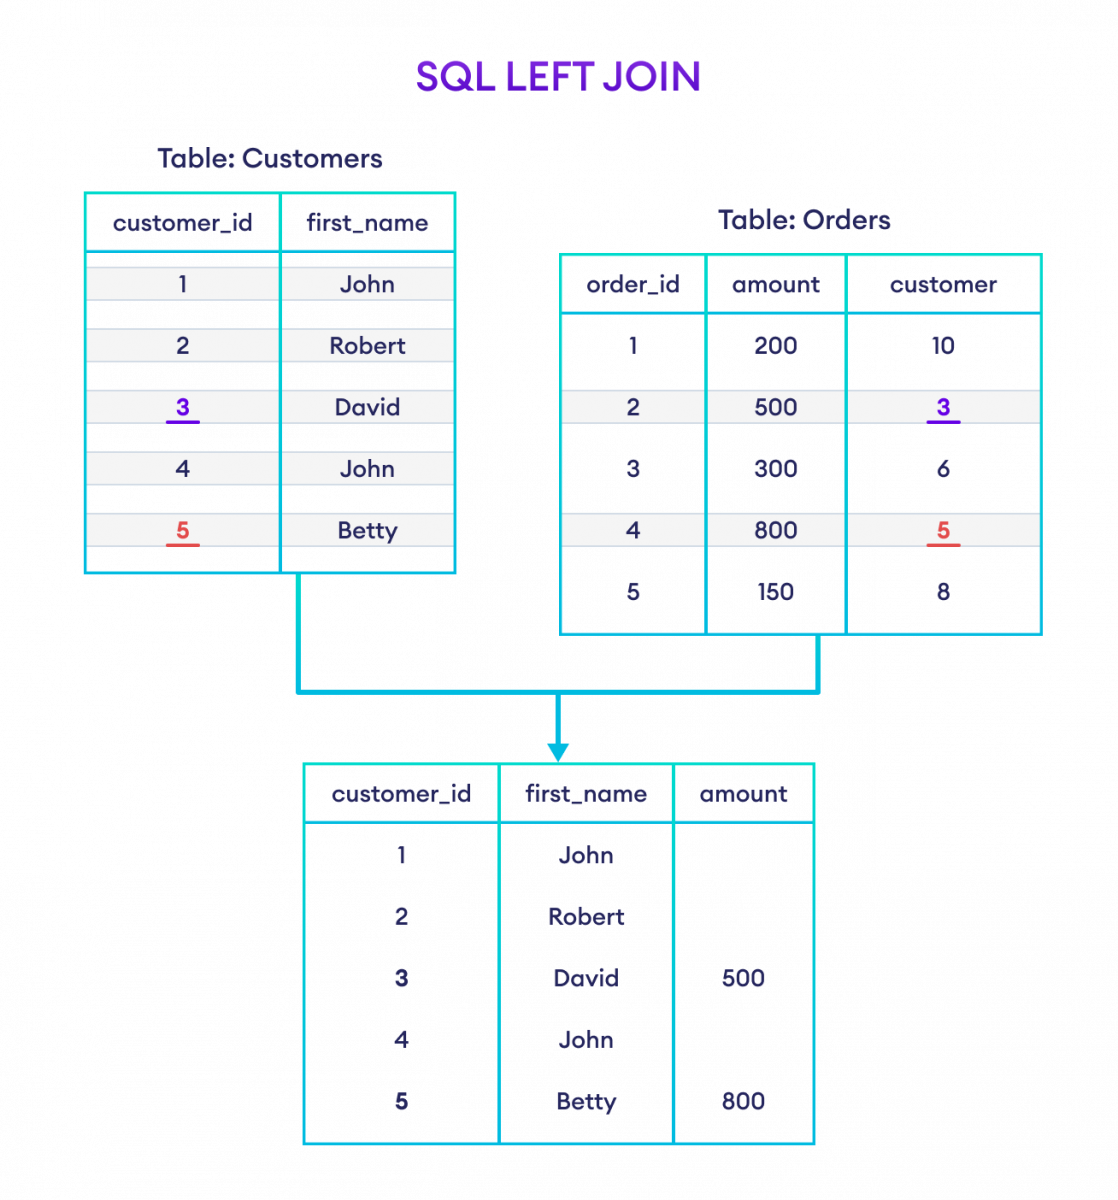 SQL LEFT JOIN
Table: Customers
customer_id first_name
1 John
2 Robert
3 David
4 John
5 Betty
Table: Orders
order_id amount customer
1 200 10
2 500 3
3 300 6
4 800 5
5 150 8
customer_id first_name amount
1 John
2 Robert
3 David 500
4 John
5 Betty 800